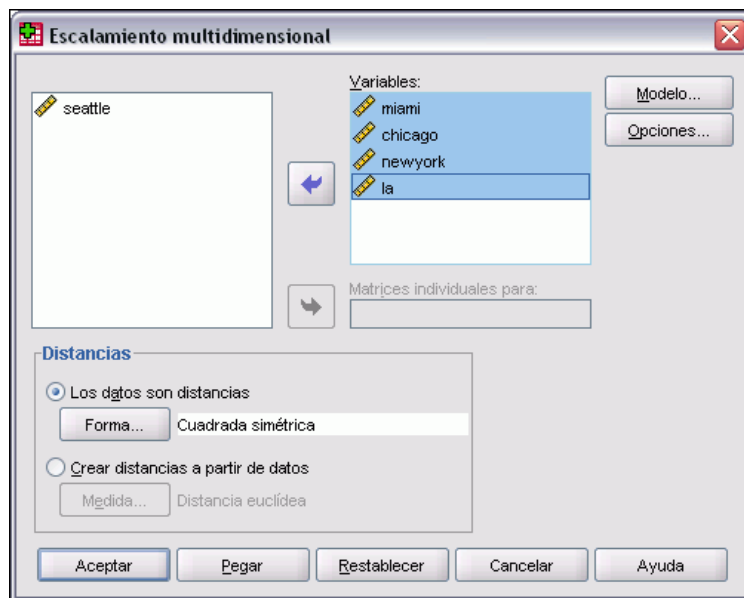 Escalamiento multidimensional
seattle
Variables:
miami
chicago
newyork
la
Modelo...
Opciones...
Matrices individuales para:
Distancias
Los datos son distancias
Forma...
Cuadrada simétrica
Crear distancias a partir de datos
Medida...
Distancia euclídea
Aceptar
Pegar
Restablecer
Cancelar
Ayuda